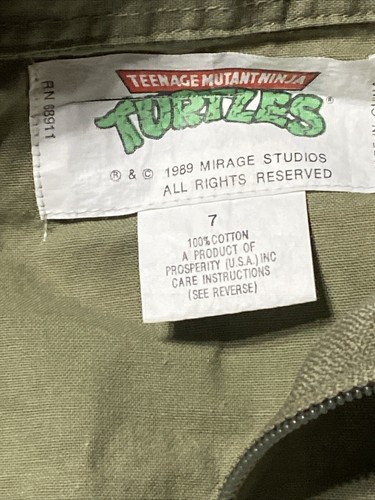 TEENAGE MUTANT NINJA
TURTLES®
® & © 1989 MIRAGE STUDIOS
ALL RIGHTS RESERVED
RN 68911
7
100% COTTON
A PRODUCT OF
PROSPERITY (U.S.A.) INC
CARE INSTRUCTIONS
(SEE REVERSE)